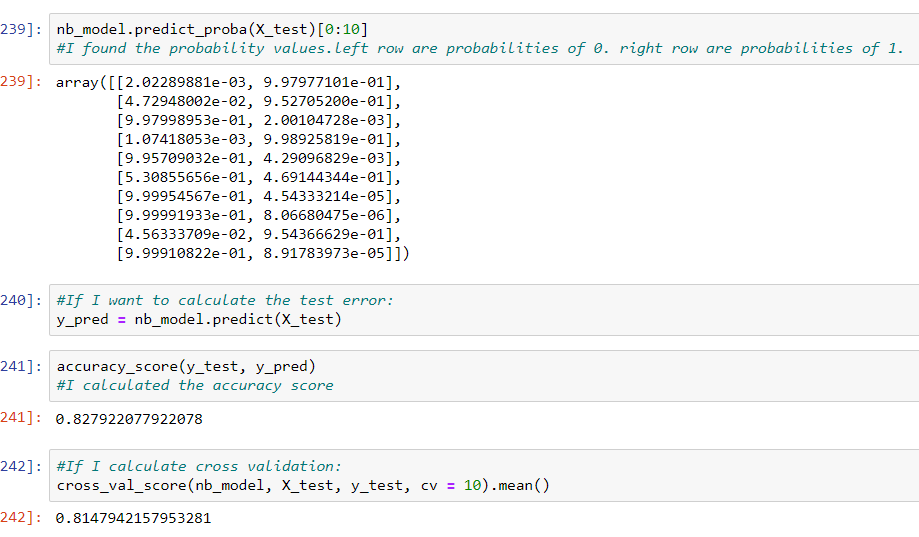 239]: nb_model.predict_proba(X_test)[0:10]
#I found the probability values.left row are probabilities of 0. right row are probabilities of 1.
239]: array([[2.02289881e-03, 9.97977101e-01],
[4.72948002e-02, 9.52705200e-01],
[9.97998953e-01, 2.00104728e-03],
[1.07418053e-03, 9.98925819e-01],
[9.95709032e-01, 4.29096829e-03],
[5.30855656e-01, 4.69144344e-01],
[9.99954567e-01, 4.54333214e-05],
[9.99991933e-01, 8.06680475e-06],
[4.56333709e-02, 9.54366629e-01],
[9.99910822e-01, 8.91783973e-05]])
240]: #If I want to calculate the test error:
y_pred = nb_model.predict(X_test)
241]: accuracy_score(y_test, y_pred)
#I calculated the accuracy score
241]: 0.827922077922078
242]: #If I calculate cross validation:
cross_val_score(nb_model, X_test, y_test, cv = 10).mean()
242]: 0.8147942157953281